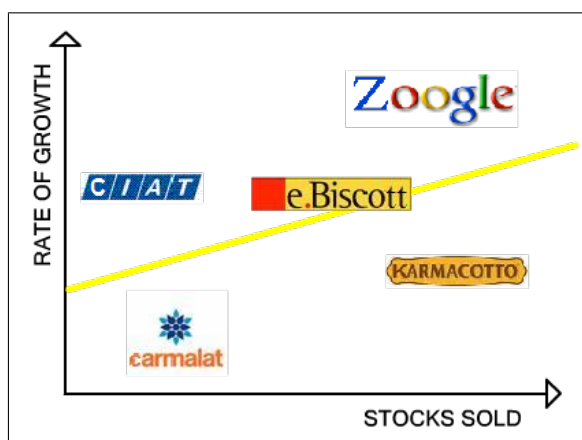 RATE OF GROWTH
Zoogle
CIAT
e.Biscott
KARMACOTTO
carmalat
STOCKS SOLD